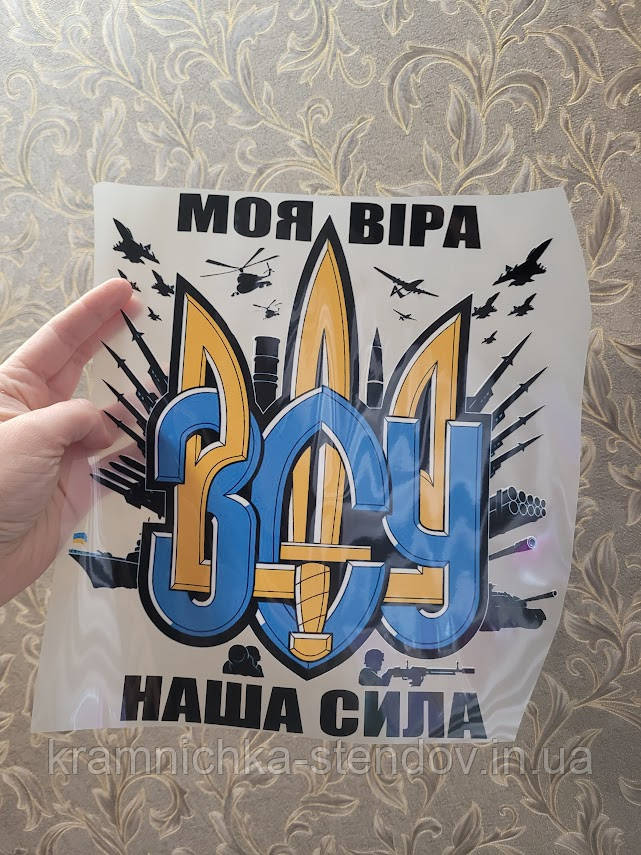 МОЯ ВІРА
ЗСУ
НАША СИЛА
kramnichka-stendov.in.ua